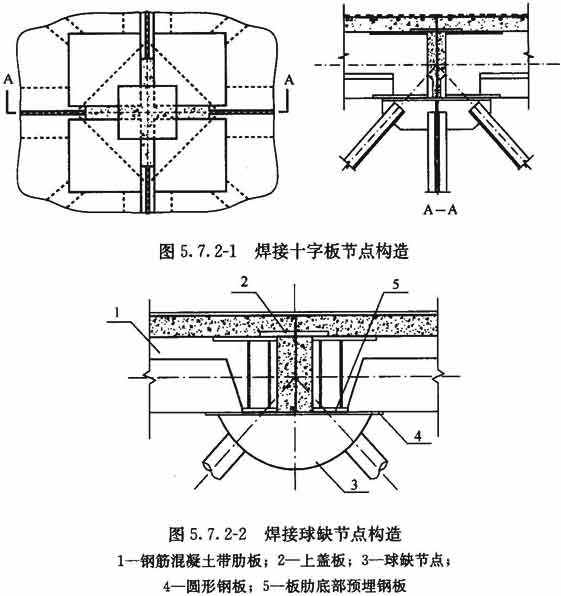 A A
A-A
图 5.7.2-1 焊接十字板节点构造
2 5
1
4
3
图 5.7.2-2 焊接球缺节点构造
1—钢筋混凝土带肋板；2—上盖板；3—球缺节点；
4—圆形钢板；5—板肋底部预埋钢板